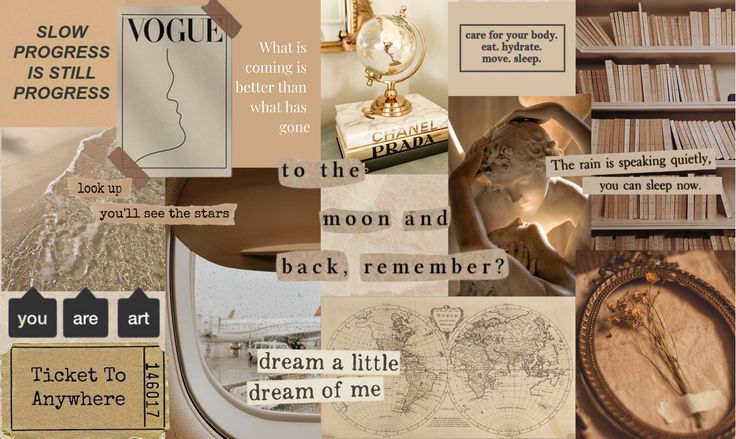 SLOW
PROGRESS
IS STILL
PROGRESS
VOGUE
What is
coming is
better than
what has
gone
CHANEL
PRADA
care for your body.
eat. hydrate.
move. sleep.
The rain is speaking quietly,
you can sleep now.
look up
you'll see the stars
to the
moon and
back, remember?
you are art
Ticket To
Anywhere
146017
dream a little
dream of me